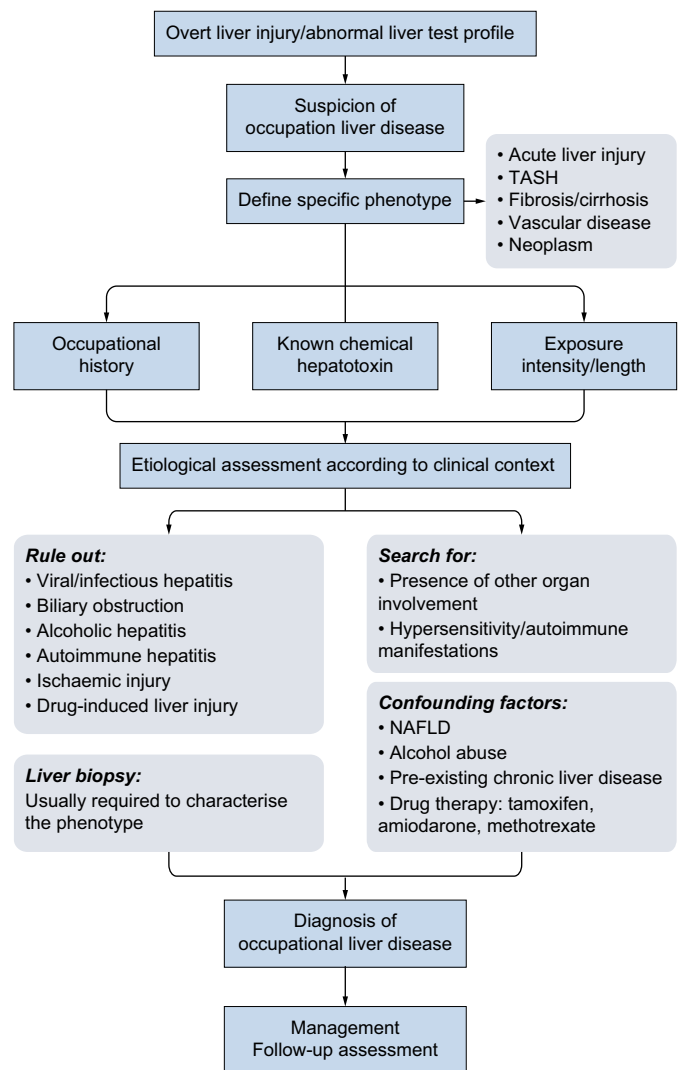 Overt liver injury/abnormal liver test profile
Suspicion of
occupation liver disease
Define specific phenotype
• Acute liver injury
• TASH
• Fibrosis/cirrhosis
• Vascular disease
• Neoplasm
Occupational
history
Known chemical
hepatotoxin
Exposure
intensity/length
Etiological assessment according to clinical context
Rule out:
• Viral/infectious hepatitis
• Biliary obstruction
• Alcoholic hepatitis
• Autoimmune hepatitis
• Ischaemic injury
• Drug-induced liver injury
Liver biopsy:
Usually required to characterise
the phenotype
Search for:
• Presence of other organ
involvement
• Hypersensitivity/autoimmune
manifestations
Confounding factors:
• NAFLD
• Alcohol abuse
• Pre-existing chronic liver disease
• Drug therapy: tamoxifen,
amiodarone, methotrexate
Diagnosis of
occupational liver disease
Management
Follow-up assessment